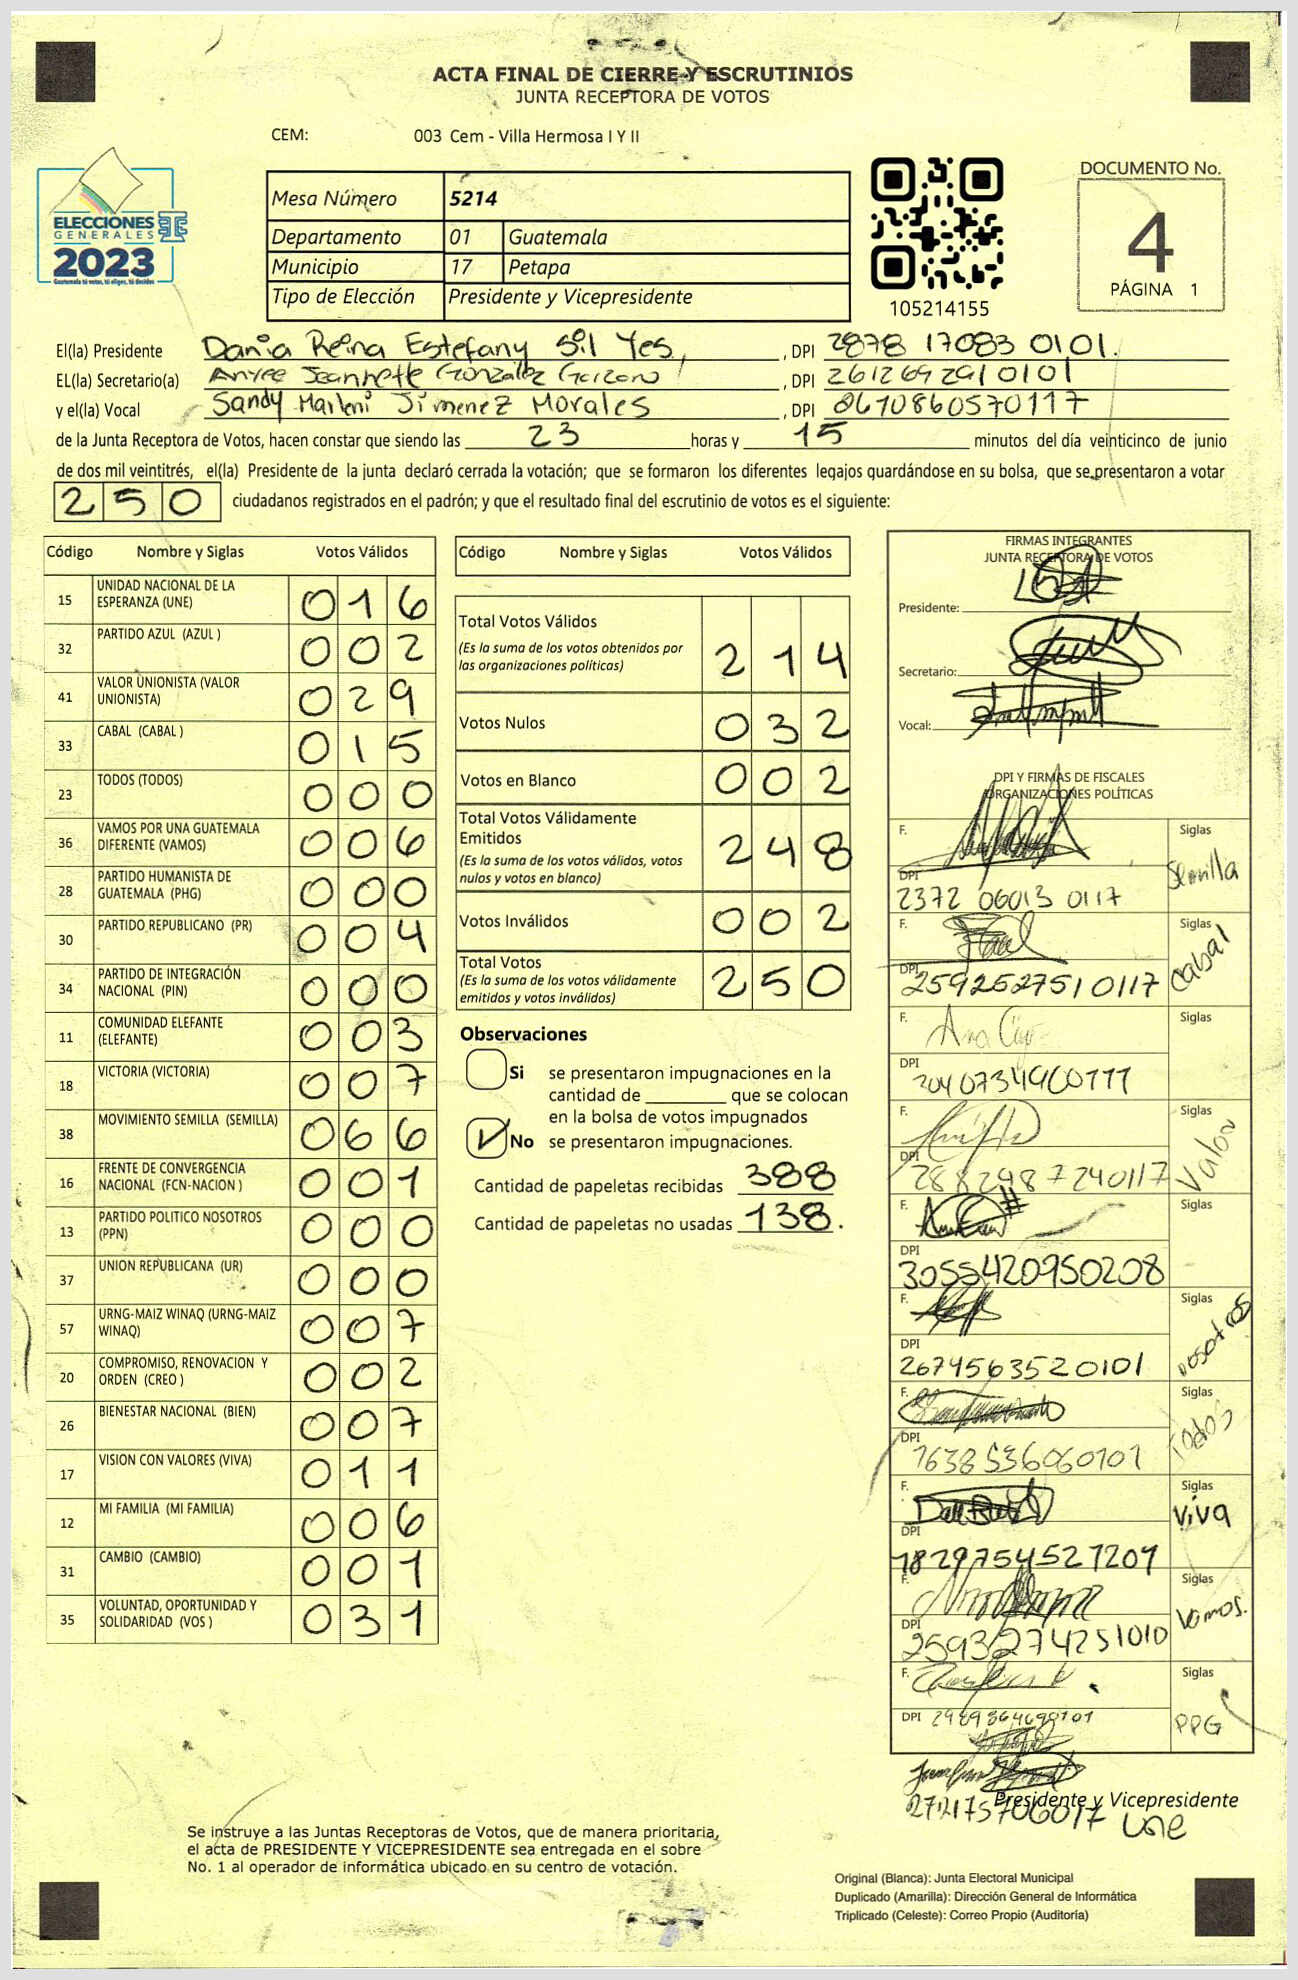 ACTA FINAL DE CIERRE Y ESCRUTINIOS
JUNTA RECEPTORA DE VOTOS
CEM: 003 Cem - Villa Hermosa I Y II
ELECCIONES
GENERALES
2023
Guatemala tú votas, tú eliges, tú decides
Mesa Número 5214
Departamento 01 Guatemala
Municipio 17 Petapa
Tipo de Elección Presidente y Vicepresidente
105214155
DOCUMENTO No.
4
PÁGINA 1
El(la) Presidente Dania Reina Estefany Sil Yes, , DPI 2878 17083 0101.
EL(la) Secretario(a) Jeannette González , DPI 2612692910101
y el(la) Vocal Sandy Marleni Jimenez Morales , DPI 0610860570117
de la Junta Receptora de Votos, hacen constar que siendo las 23 horas y 15 minutos del día veinticinco de junio
de dos mil veintitrés, el(la) Presidente de la junta declaró cerrada la votación; que se formaron los diferentes legajos guardándose en su bolsa, que se presentaron a votar
250 ciudadanos registrados en el padrón; y que el resultado final del escrutinio de votos es el siguiente:
Código Nombre y Siglas Votos Válidos
15 UNIDAD NACIONAL DE LA ESPERANZA (UNE) 016
32 PARTIDO AZUL (AZUL ) 002
41 VALOR UNIONISTA (VALOR UNIONISTA) 029
33 CABAL (CABAL ) 015
23 TODOS (TODOS) 000
36 VAMOS POR UNA GUATEMALA DIFERENTE (VAMOS) 006
28 PARTIDO HUMANISTA DE GUATEMALA (PHG) 000
30 PARTIDO REPUBLICANO (PR) 004
34 PARTIDO DE INTEGRACIÓN NACIONAL (PIN) 000
11 COMUNIDAD ELEFANTE (ELEFANTE) 003
18 VICTORIA (VICTORIA) 007
38 MOVIMIENTO SEMILLA (SEMILLA) 066
16 FRENTE DE CONVERGENCIA NACIONAL (FCN-NACION ) 001
13 PARTIDO POLITICO NOSOTROS (PPN) 000
37 UNION REPUBLICANA (UR) 000
57 URNG-MAIZ WINAQ (URNG-MAIZ WINAQ) 007
20 COMPROMISO, RENOVACION Y ORDEN (CREO ) 002
26 BIENESTAR NACIONAL (BIEN) 007
17 VISION CON VALORES (VIVA) 011
12 MI FAMILIA (MI FAMILIA) 006
31 CAMBIO (CAMBIO) 001
35 VOLUNTAD, OPORTUNIDAD Y SOLIDARIDAD (VOS ) 031
Código Nombre y Siglas Votos Válidos
Total Votos Válidos 214
(Es la suma de los votos obtenidos por
las organizaciones políticas)
Votos Nulos 032
Votos en Blanco 002
Total Votos Válidamente
Emitidos 248
(Es la suma de los votos válidos, votos
nulos y votos en blanco)
Votos Inválidos 002
Total Votos 250
(Es la suma de los votos válidamente
emitidos y votos inválidos)
Observaciones
Si se presentaron impugnaciones en la
cantidad de ________ que se colocan
en la bolsa de votos impugnados
No se presentaron impugnaciones.
Cantidad de papeletas recibidas 388
Cantidad de papeletas no usadas 138.
FIRMAS INTEGRANTES
JUNTA RECEPTORA DE VOTOS
Presidente:
Secretario:
Vocal:
DPI Y FIRMAS DE FISCALES
ORGANIZACIONES POLÍTICAS
F. Siglas Semilla
DPI 2372 06013 0117
F. Siglas Cabal
DPI 2592527510117
F. Siglas
DPI 2040734900111
F. Siglas Valor
DPI 2882987240117
F. Siglas
DPI 3055420950208
F. Siglas nosotros
DPI 2674563520101
F. Siglas Todos
DPI 1638536060101
F. Siglas Viva
DPI 1829754521209
F. Siglas Vamos.
DPI 2593274251010
F. Siglas PPG
DPI
Presidente y Vicepresidente
Une
Se instruye a las Juntas Receptoras de Votos, que de manera prioritaria,
el acta de PRESIDENTE Y VICEPRESIDENTE sea entregada en el sobre
No. 1 al operador de informática ubicado en su centro de votación.
Original (Blanca): Junta Electoral Municipal
Duplicado (Amarilla): Dirección General de Informática
Triplicado (Celeste): Correo Propio (Auditoría)